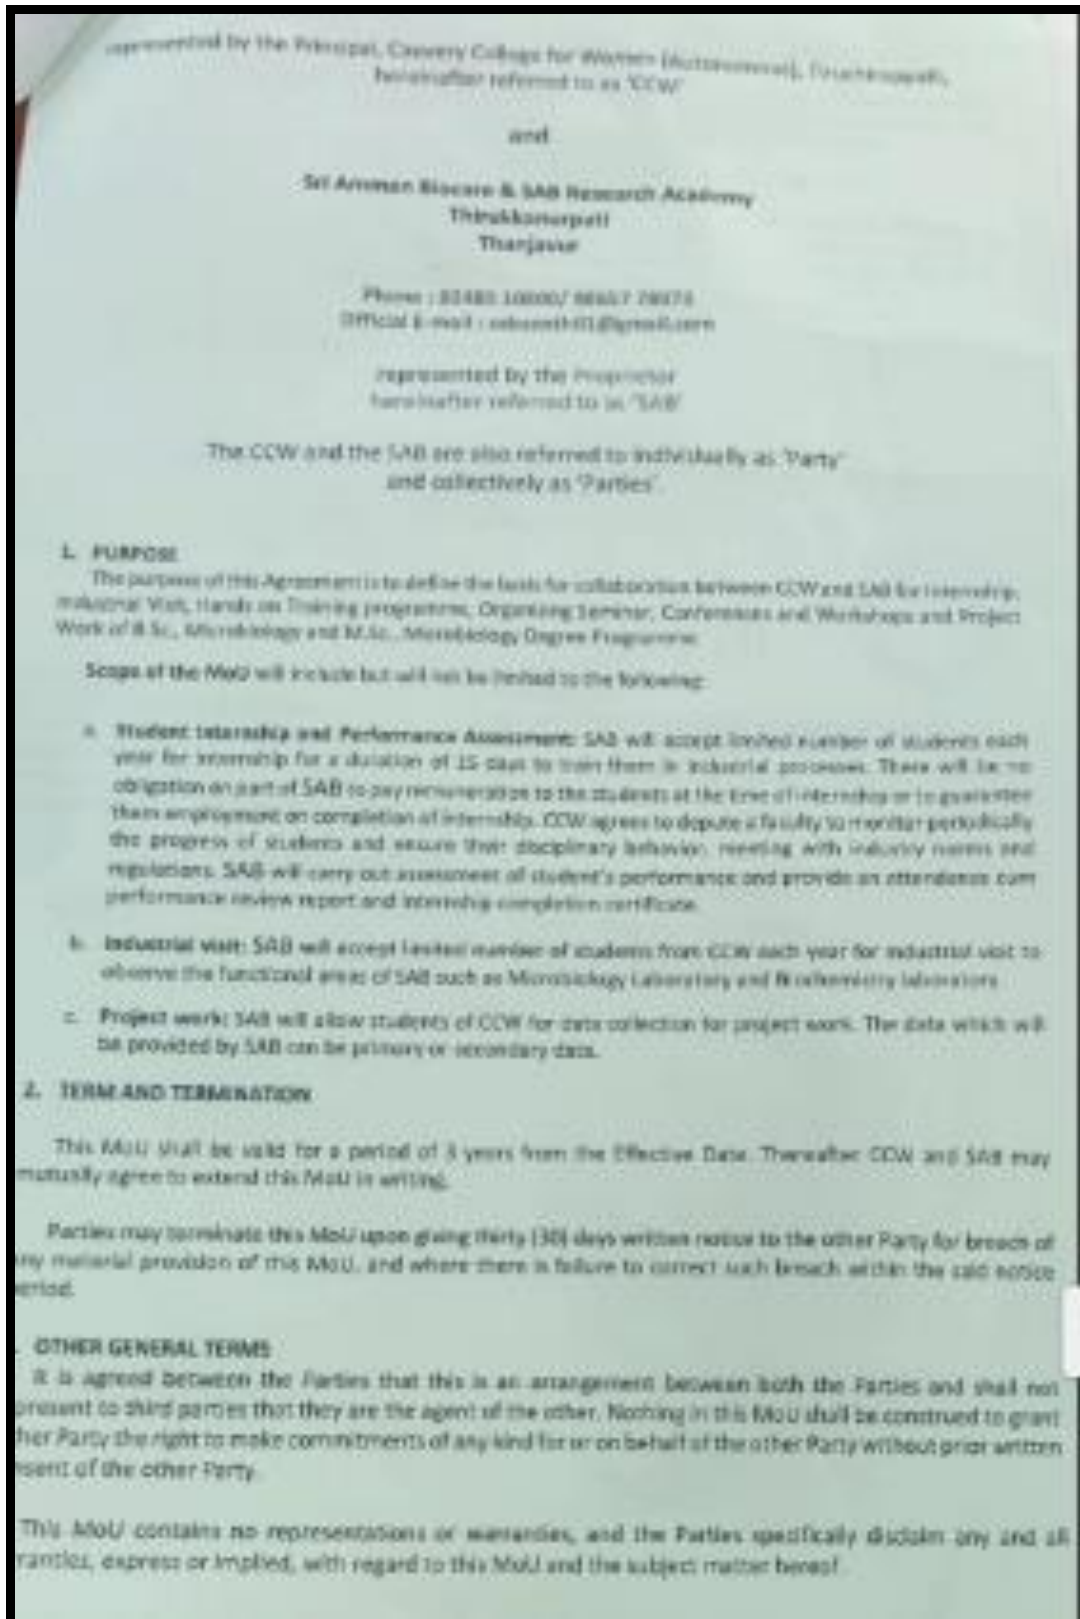 represented by the Principal, Cauvery College for Women (Autonomous), Tiruchirappalli,
hereinafter referred to as 'CCW'
and
Sri Amman Biocare & SAB Research Academy
Thirukkanurpatti
Thanjavur
Phone :
Official E-mail :
represented by the Proprietor
hereinafter referred to as 'SAB'
The CCW and the SAB are also referred to individually as 'Party'
and collectively as 'Parties'.
1. PURPOSE
The purpose of this Agreement is to define the basis for collaboration between CCW and SAB for Internship,
Industrial Visit, Hands on Training programme, Organizing Seminar, Conferences and Workshops and Project
Work of B.Sc., Microbiology and M.Sc., Microbiology Degree Programme.
Scope of the MoU will include but will not be limited to the following:
a. Student Internship and Performance Assessment: SAB will accept limited number of students each
year for internship for a duration of 15 days to train them in industrial processes. There will be no
obligation on part of SAB to pay remuneration to the students at the time of internship or to guarantee
them employment on completion of internship. CCW agrees to depute a faculty to monitor periodically
the progress of students and ensure their disciplinary behavior, meeting with industry norms and
regulations. SAB will carry out assessment of student's performance and provide an attendance cum
performance review report and internship completion certificate.
b. Industrial visit: SAB will accept limited number of students from CCW each year for industrial visit to
observe the functional areas of SAB such as Microbiology Laboratory and Biochemistry laboratory.
c. Project work: SAB will allow students of CCW for data collection for project work. The data which will
be provided by SAB can be primary or secondary data.
2. TERM AND TERMINATION
This MoU shall be valid for a period of 3 years from the Effective Date. Thereafter CCW and SAB may
mutually agree to extend this MoU in writing.
Parties may terminate this MoU upon giving thirty (30) days written notice to the other Party for breach of
ny material provision of this MoU, and where there is failure to correct such breach within the said notice
eriod.
. OTHER GENERAL TERMS
It is agreed between the Parties that this is an arrangement between both the Parties and shall not
present to third parties that they are the agent of the other. Nothing in this MoU shall be construed to grant
her Party the right to make commitments of any kind for or on behalf of the other Party without prior written
nsent of the other Party.
This MoU contains no representations or warranties, and the Parties specifically disclaim any and all
rranties, express or implied, with regard to this MoU and the subject matter hereof.